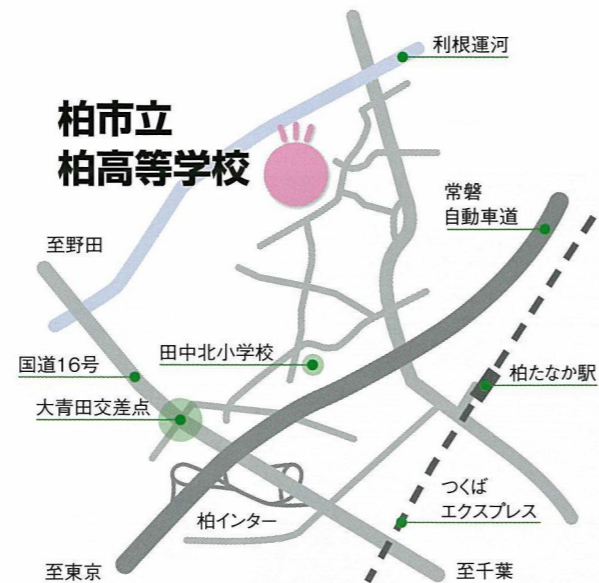 利根運河
柏市立
柏高等学校
常磐
自動車道
至野田
国道16号
田中北小学校
柏たなか駅
大青田交差点
つくば
エクスプレス
柏インター
至東京
至千葉